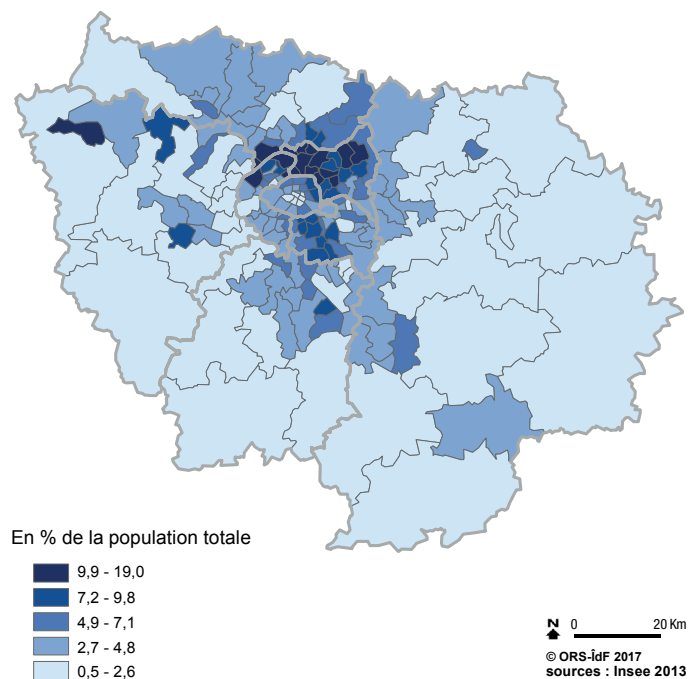 En % de la population totale
9,9 - 19,0
7,2 - 9,8
4,9 - 7,1
2,7 - 4,8
0,5 - 2,6
N 0 20 Km
© ORS-ÎdF 2017
sources : Insee 2013